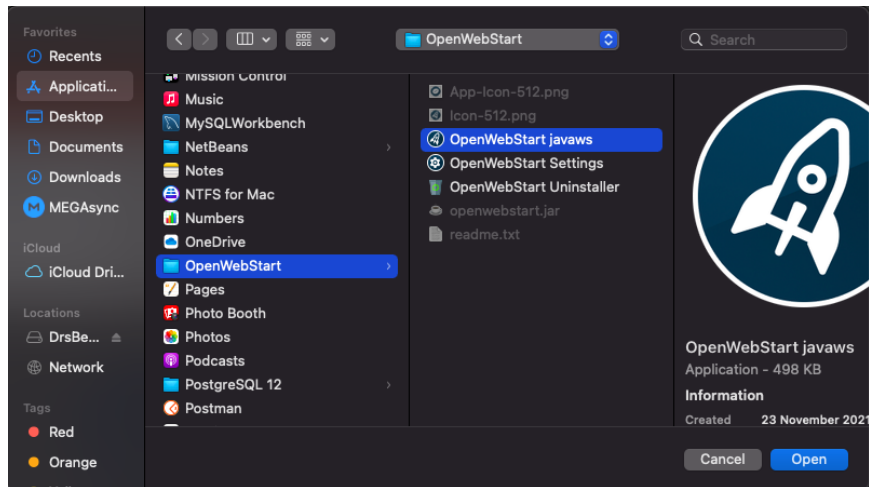 Favorites
Recents
Applicati...
Desktop
Documents
Downloads
MEGAsync
iCloud
iCloud Dri...
Locations
DrsBe...
Network
Tags
Red
Orange
OpenWebStart
Search
Mission Control
Music
MySQLWorkbench
NetBeans
Notes
NTFS for Mac
Numbers
OneDrive
OpenWebStart
Pages
Photo Booth
Photos
Podcasts
PostgreSQL 12
Postman
App-Icon-512.png
Icon-512.png
OpenWebStart javaws
OpenWebStart Settings
OpenWebStart Uninstaller
openwebstart.jar
readme.txt
OpenWebStart javaws
Application - 498 KB
Information
Created 23 November 2021
Cancel Open